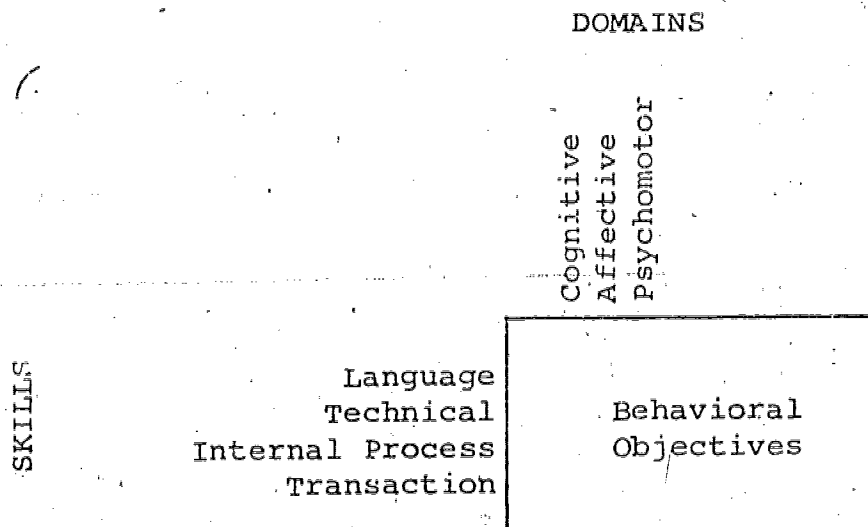 DOMAINS
Cognitive
Affective
Psychomotor
SKILLS
Language
Technical
Internal Process
Transaction
Behavioral
Objectives